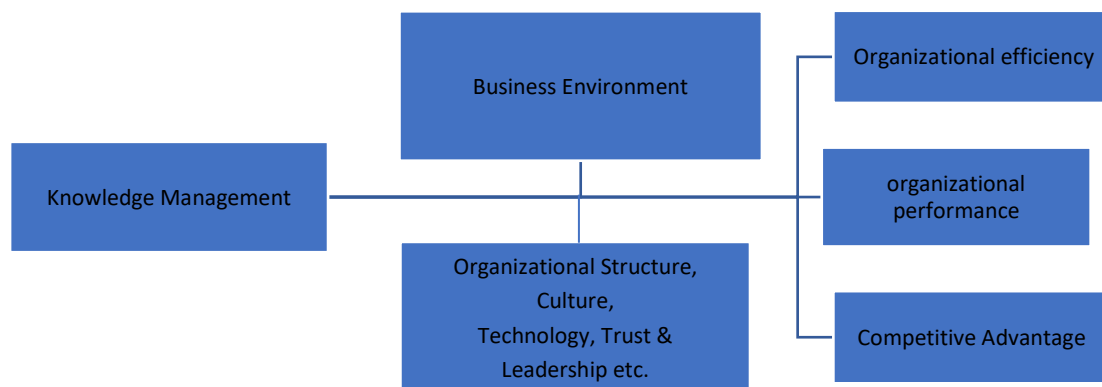 Business Environment
Organizational efficiency
Knowledge Management
organizational
performance
Organizational Structure,
Culture,
Technology, Trust &
Leadership etc.
Competitive Advantage